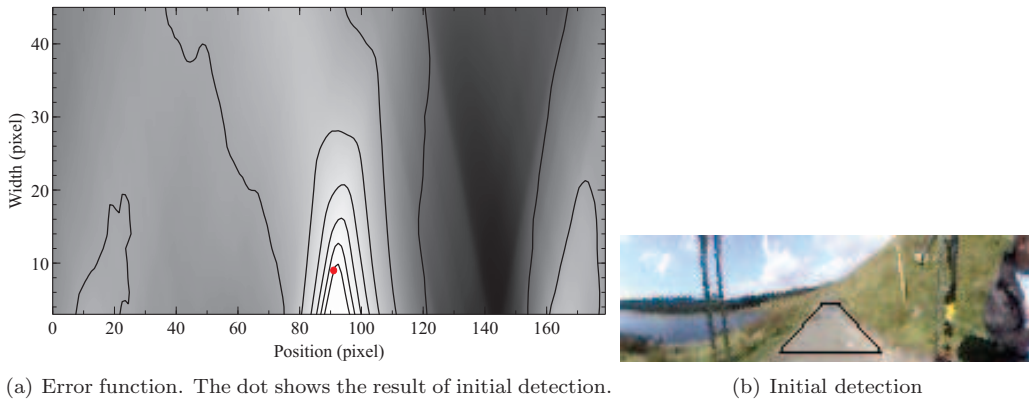 40
30
20
10
Width (pixel)
0 20 40 60 80 100 120 140 160
Position (pixel)
(a) Error function. The dot shows the result of initial detection.
(b) Initial detection